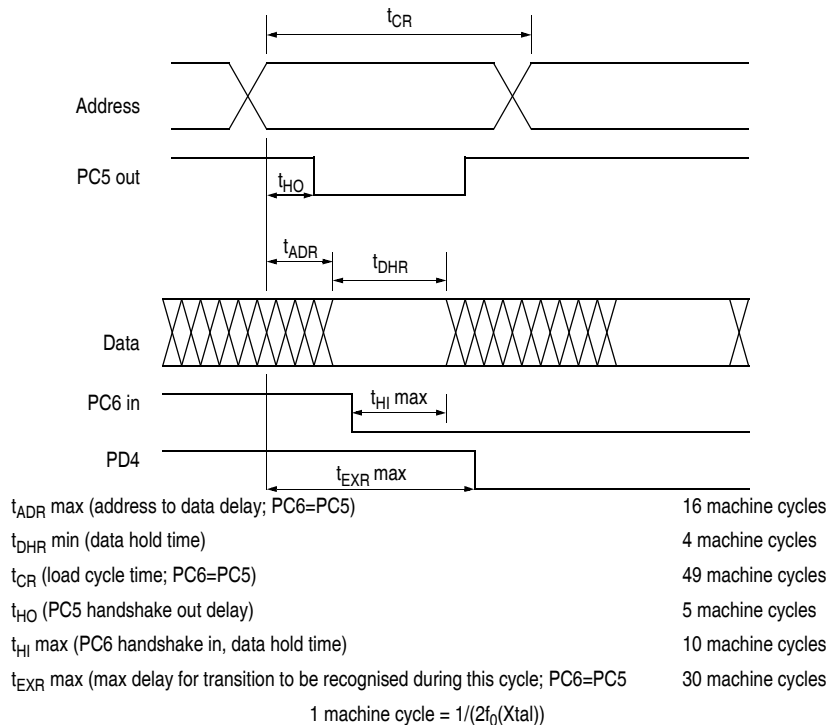 tCR
Address
PC5 out
tHO
tADR
tDHR
Data
PC6 in
tHI max
PD4
tEXR max
tADR max (address to data delay; PC6=PC5) 16 machine cycles
tDHR min (data hold time) 4 machine cycles
tCR (load cycle time; PC6=PC5) 49 machine cycles
tHO (PC5 handshake out delay) 5 machine cycles
tHI max (PC6 handshake in, data hold time) 10 machine cycles
tEXR max (max delay for transition to be recognised during this cycle; PC6=PC5 30 machine cycles
1 machine cycle = 1/(2f0(Xtal))